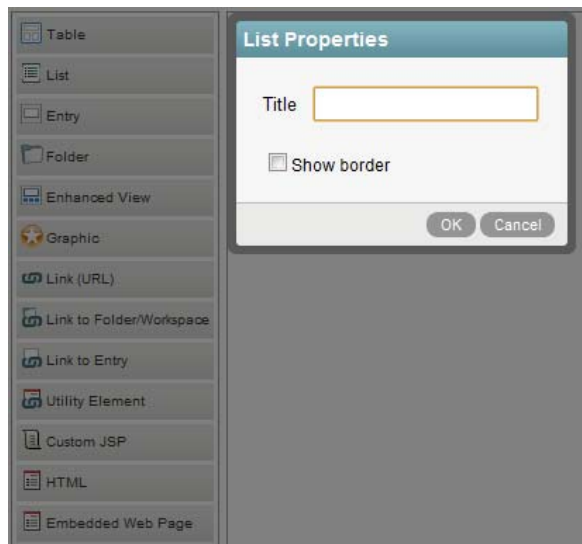 Table
List
Entry
Folder
Enhanced View
Graphic
Link (URL)
Link to Folder/Workspace
Link to Entry
Utility Element
Custom JSP
HTML
Embedded Web Page
List Properties
Title
Show border
OK Cancel